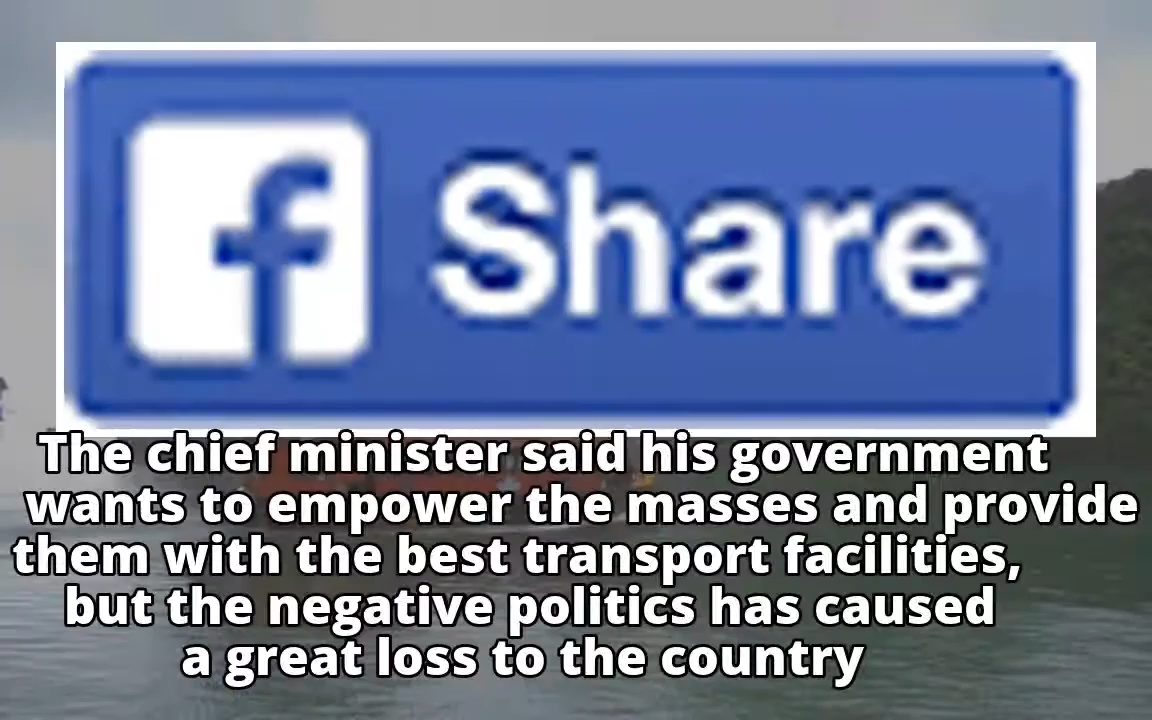 f Share
The chief minister said his government
wants to empower the masses and provide
them with the best transport facilities,
but the negative politics has caused
a great loss to the country